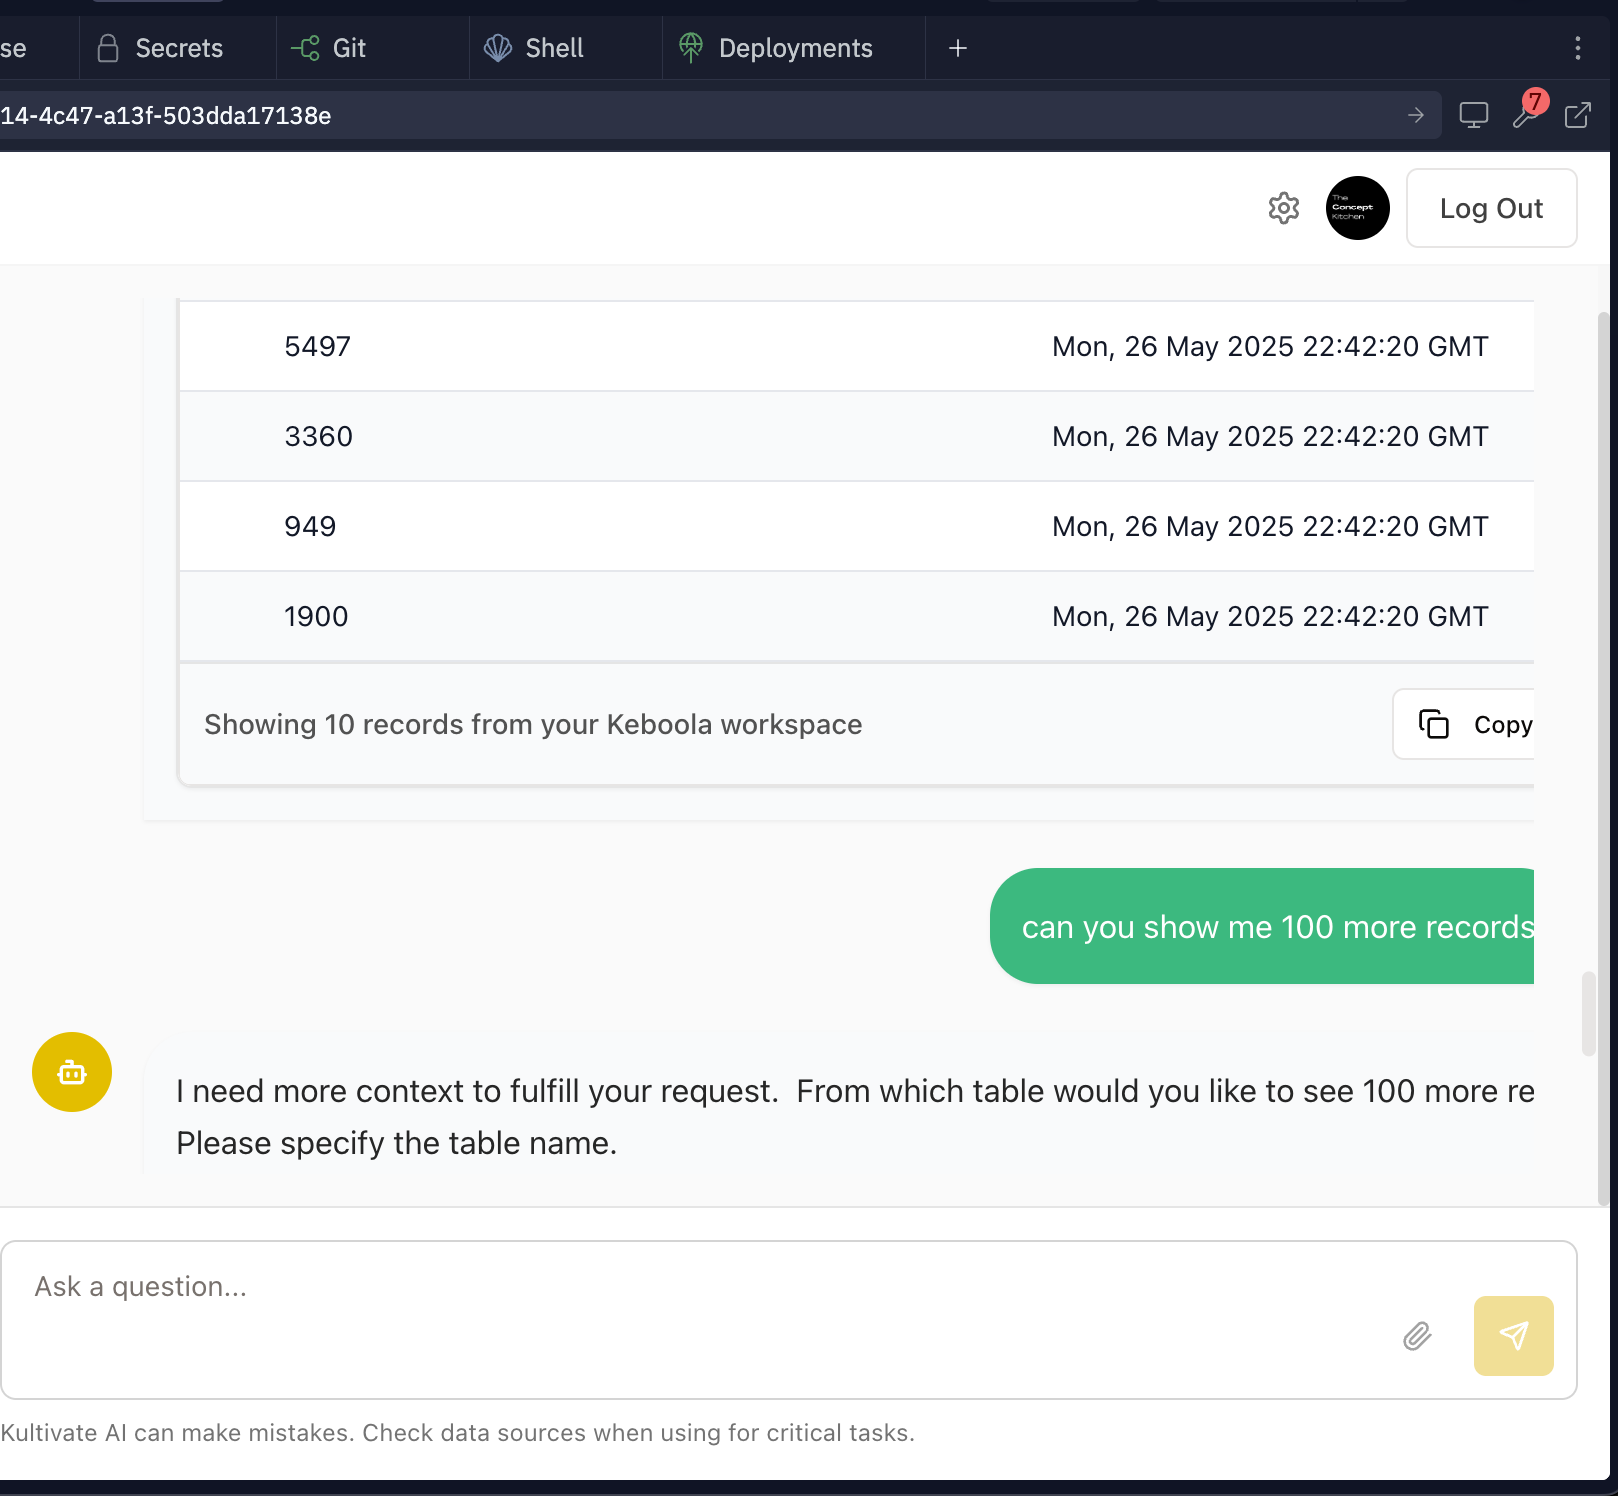 se
Secrets
Git
Shell
Deployments
14-4c47-a13f-503dda17138e
7
The
Concept
Kitchen
Log Out
5497 Mon, 26 May 2025 22:42:20 GMT
3360 Mon, 26 May 2025 22:42:20 GMT
949 Mon, 26 May 2025 22:42:20 GMT
1900 Mon, 26 May 2025 22:42:20 GMT
Showing 10 records from your Keboola workspace
Copy
can you show me 100 more records
I need more context to fulfill your request.  From which table would you like to see 100 more re
Please specify the table name.
Ask a question...
Kultivate AI can make mistakes. Check data sources when using for critical tasks.